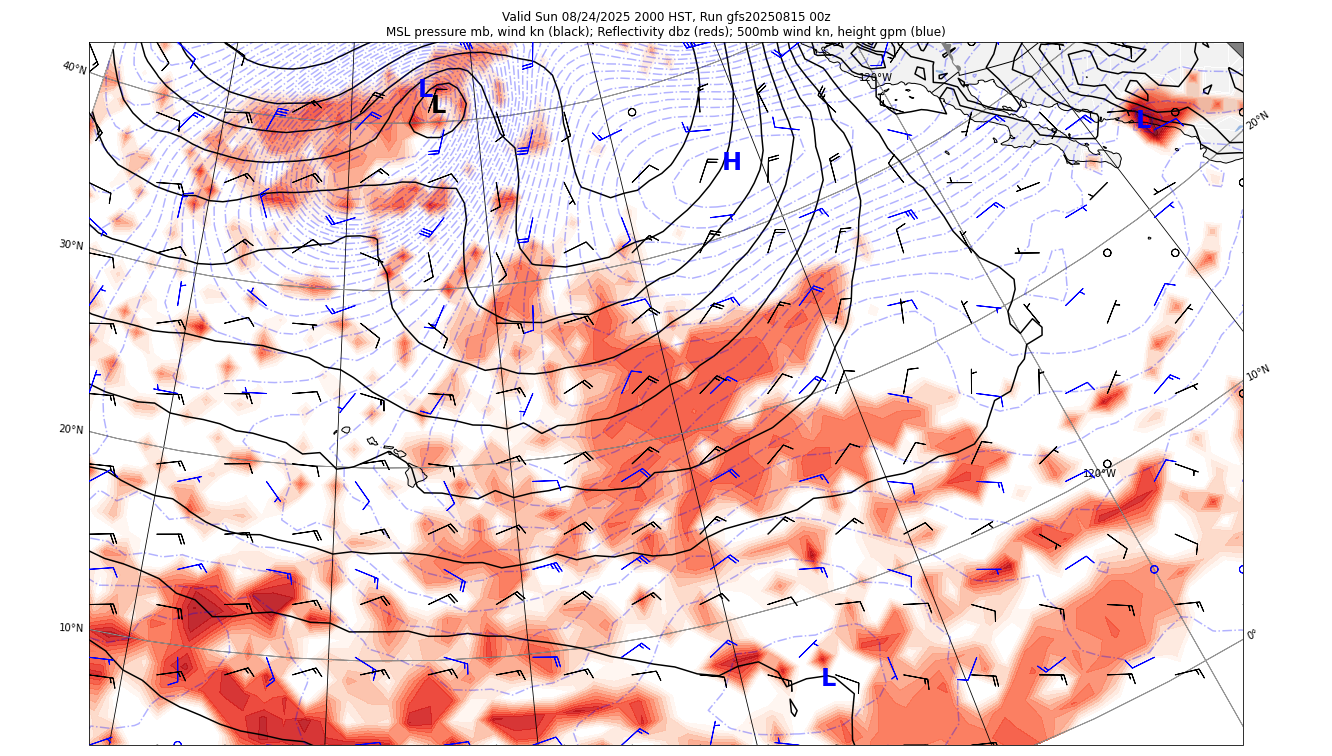 Valid Sun 08/24/2025 2000 HST, Run gfs20250815 00z
MSL pressure mb, wind kn (black); Reflectivity dbz (reds); 500mb wind kn, height gpm (blue)
40°N
120°W
L
L
L
20°N
H
30°N
10°N
20°N
120°W
10°N
0°
L